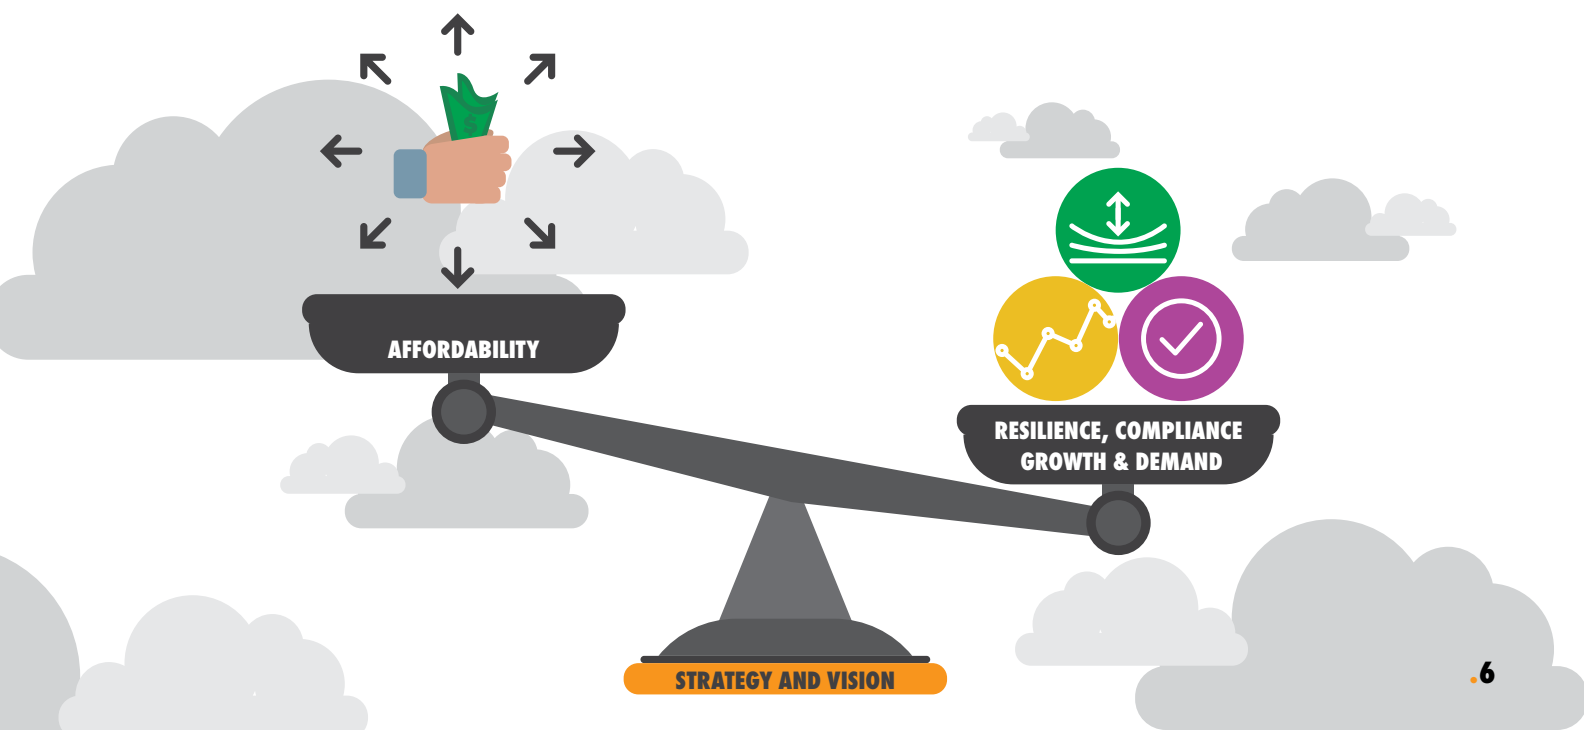 $
AFFORDABILITY
RESILIENCE, COMPLIANCE
GROWTH & DEMAND
STRATEGY AND VISION
.6